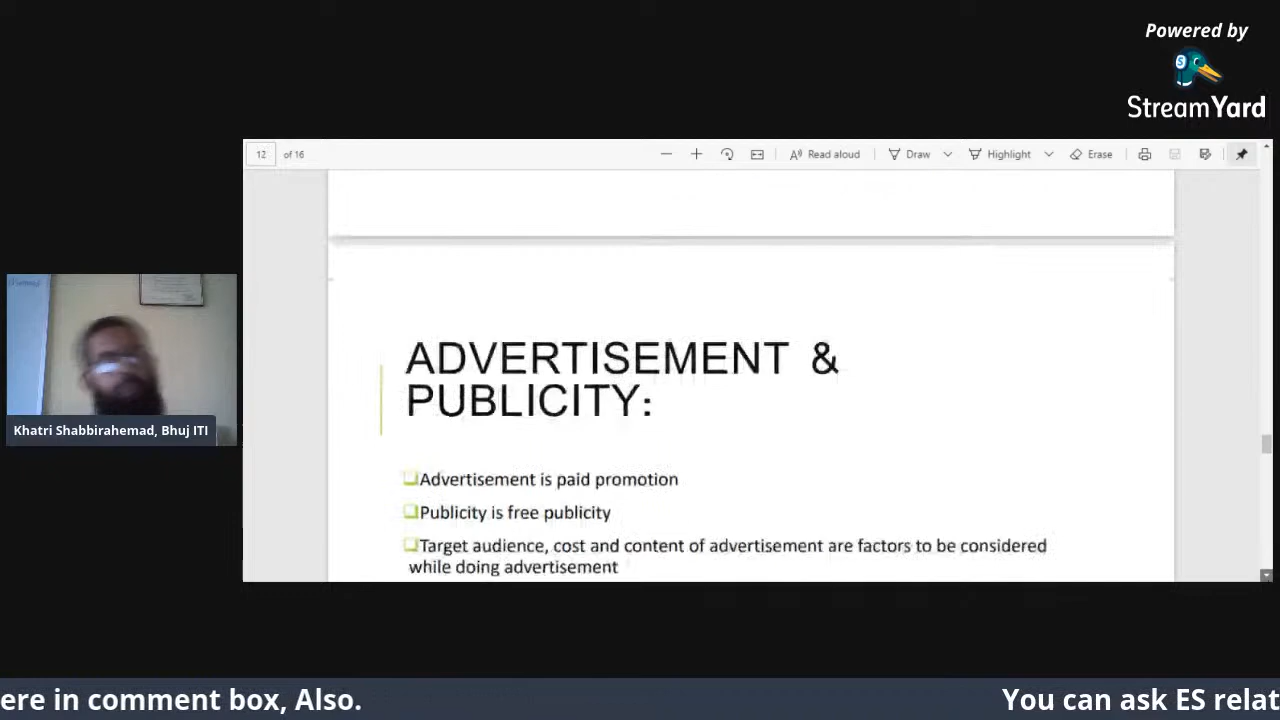 Powered by
StreamYard
12 of 16
Read aloud
Draw
Highlight
Erase
ADVERTISEMENT &
PUBLICITY:
Advertisement is paid promotion
Publicity is free publicity
Target audience, cost and content of advertisement are factors to be considered
while doing advertisement
Khatri Shabbirahemad, Bhuj ITI
ere in comment box, Also.
You can ask ES relat